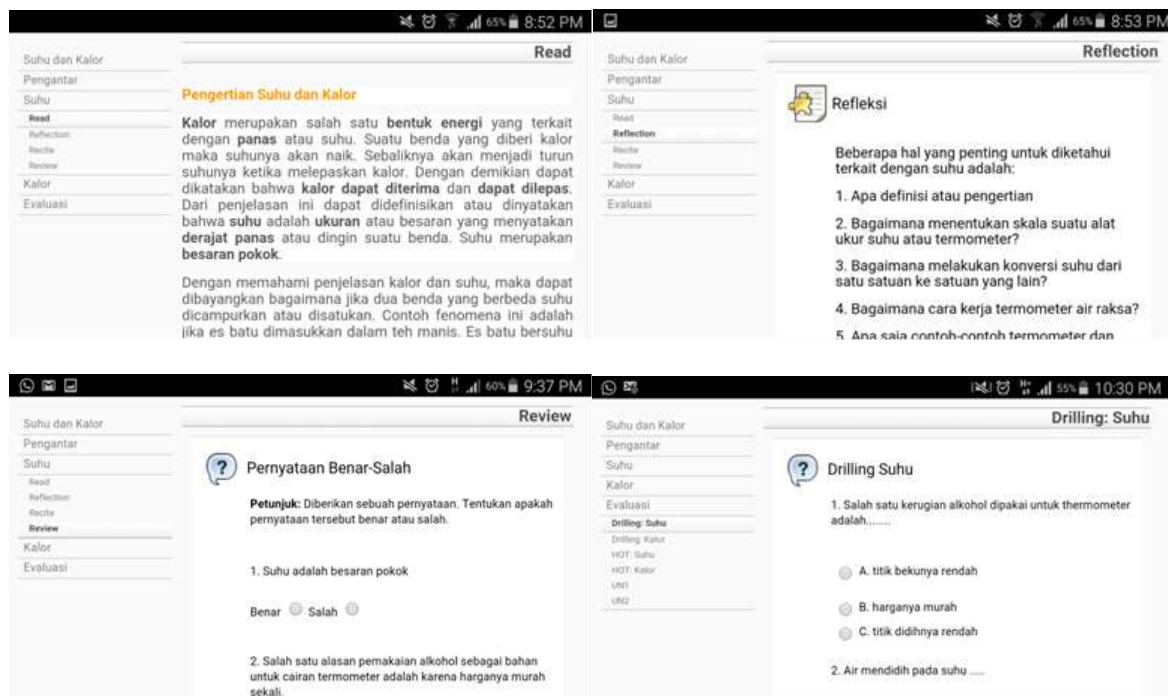 65% 8:52 PM
Read
Suhu dan Kalor
Pengantar
Suhu
Read
Reflection
Recite
Review
Kalor
Evaluasi
Pengertian Suhu dan Kalor
Kalor merupakan salah satu bentuk energi yang terkait
dengan panas atau suhu. Suatu benda yang diberi kalor
maka suhunya akan naik. Sebaliknya akan menjadi turun
suhunya ketika melepaskan kalor. Dengan demikian dapat
dikatakan bahwa kalor dapat diterima dan dapat dilepas.
Dari penjelasan ini dapat didefinisikan atau dinyatakan
bahwa suhu adalah ukuran atau besaran yang menyatakan
derajat panas atau dingin suatu benda. Suhu merupakan
besaran pokok.
Dengan memahami penjelasan kalor dan suhu, maka dapat
dibayangkan bagaimana jika dua benda yang berbeda suhu
dicampurkan atau disatukan. Contoh fenomena ini adalah
jika es batu dimasukkan dalam teh manis. Es batu bersuhu
65% 8:53 PM
Reflection
Suhu dan Kalor
Pengantar
Suhu
Read
Reflection
Recite
Review
Kalor
Evaluasi
Refleksi
Beberapa hal yang penting untuk diketahui
terkait dengan suhu adalah:
1. Apa definisi atau pengertian
2. Bagaimana menentukan skala suatu alat
ukur suhu atau termometer?
3. Bagaimana melakukan konversi suhu dari
satu satuan ke satuan yang lain?
4. Bagaimana cara kerja termometer air raksa?
5. Apa saja contoh-contoh termometer dan
H 60% 9:37 PM
Review
Suhu dan Kalor
Pengantar
Suhu
Read
Reflection
Recite
Review
Kalor
Evaluasi
Pernyataan Benar-Salah
Petunjuk: Diberikan sebuah pernyataan. Tentukan apakah
pernyataan tersebut benar atau salah.
1. Suhu adalah besaran pokok
Benar Salah
2. Salah satu alasan pemakaian alkohol sebagai bahan
untuk cairan termometer adalah karena harganya murah
sekali.
H+ 55% 10:30 PM
Drilling: Suhu
Suhu dan Kalor
Pengantar
Suhu
Kalor
Evaluasi
Drilling: Suhu
Drilling: Kalor
HOT: Suhu
HOT: Kalor
UN1
UN2
Drilling Suhu
1. Salah satu kerugian alkohol dipakai untuk thermometer
adalah........
A. titik bekunya rendah
B. harganya murah
C. titik didihnya rendah
2. Air mendidih pada suhu .....